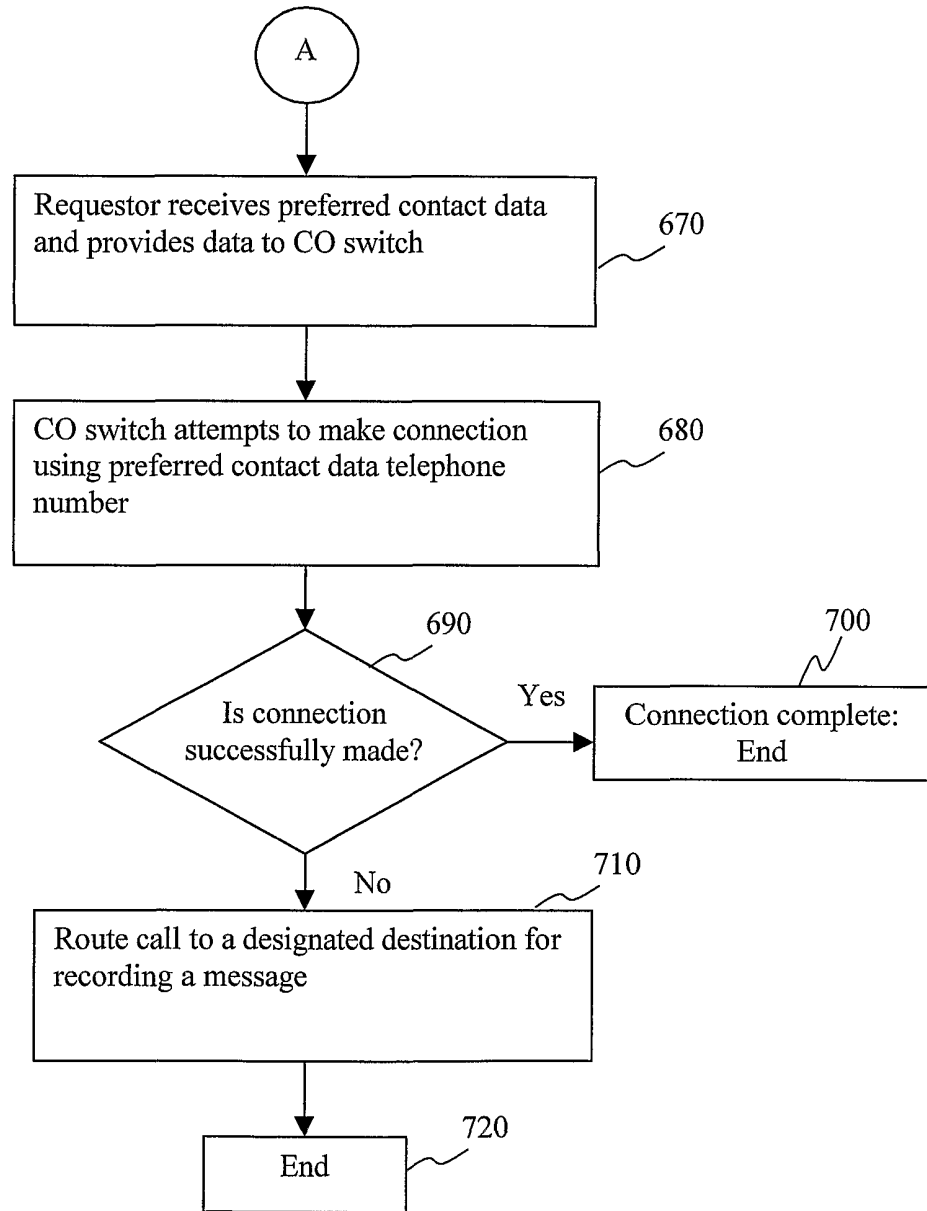 A
Requestor receives preferred contact data
and provides data to CO switch
670
CO switch attempts to make connection
using preferred contact data telephone
number
680
690
Is connection
successfully made?
Yes
700
Connection complete:
End
No
710
Route call to a designated destination for
recording a message
720
End